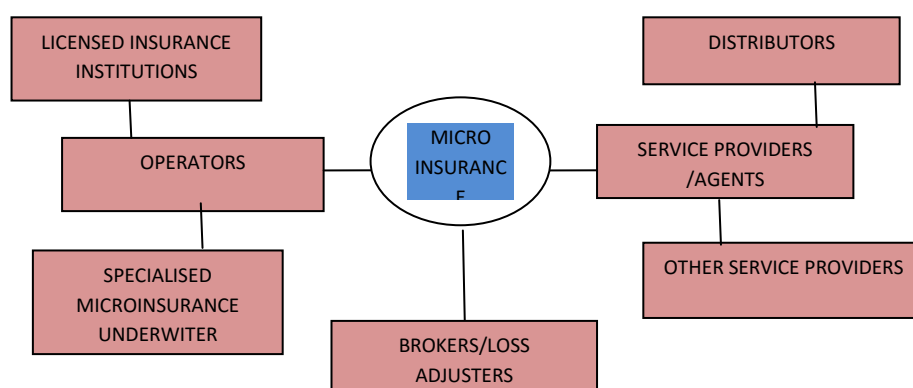 LICENSED INSURANCE
INSTITUTIONS
DISTRIBUTORS
OPERATORS
MICRO
INSURANC
E
SERVICE PROVIDERS
/AGENTS
SPECIALISED
MICROINSURANCE
UNDERWITER
OTHER SERVICE PROVIDERS
BROKERS/LOSS
ADJUSTERS